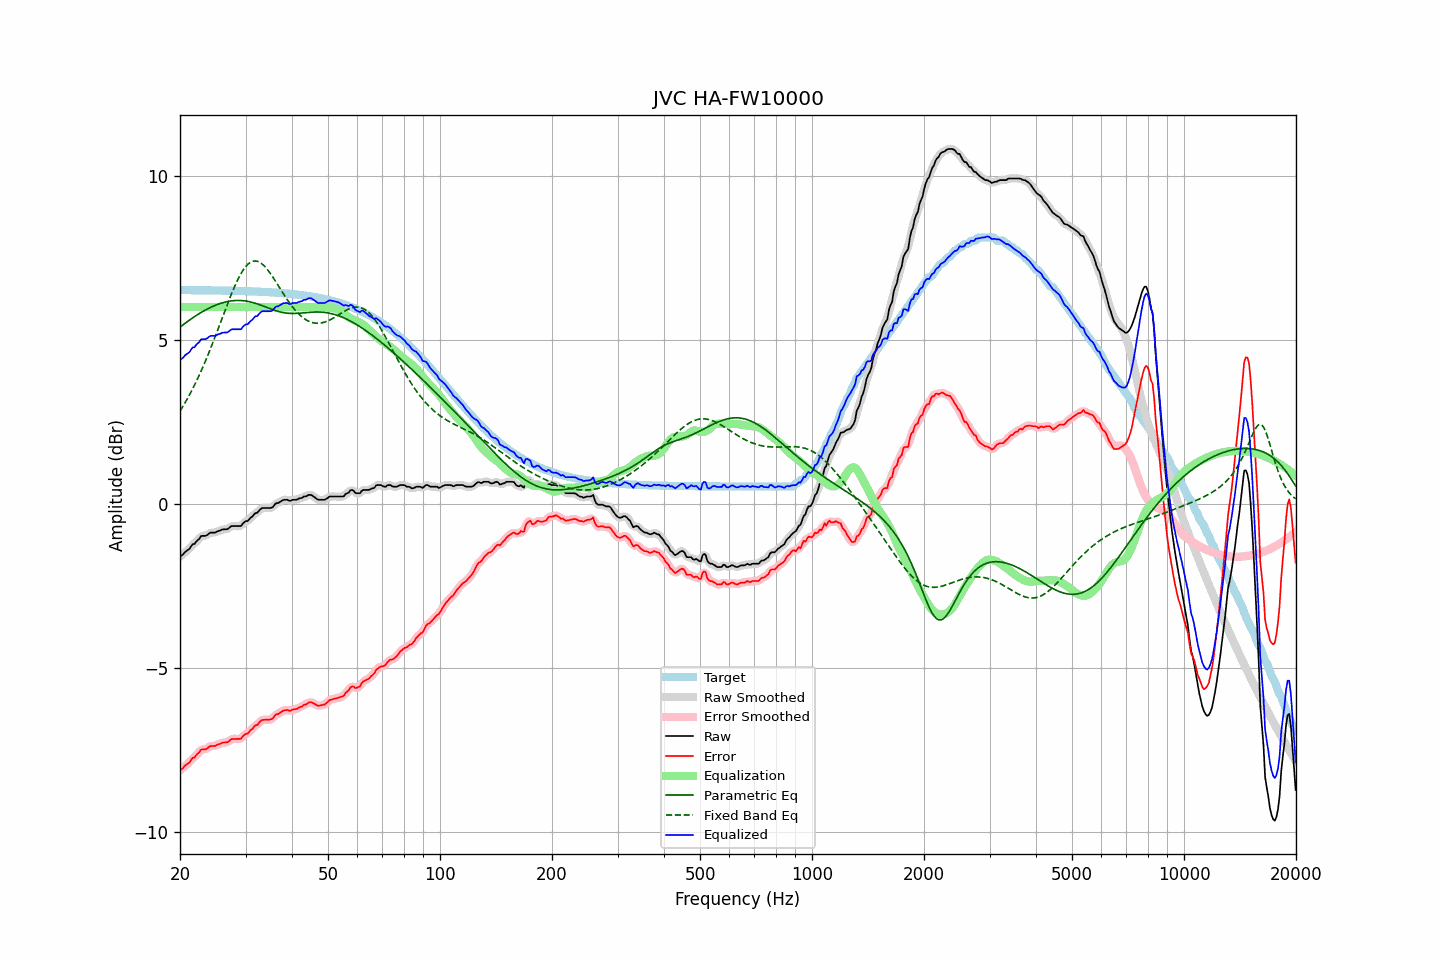 JVC HA-FW10000
Amplitude (dBr)
10
5
0
−5
−10
20
50
100
200
500
1000
2000
5000
10000
20000
Frequency (Hz)
Target
Raw Smoothed
Error Smoothed
Raw
Error
Equalization
Parametric Eq
Fixed Band Eq
Equalized